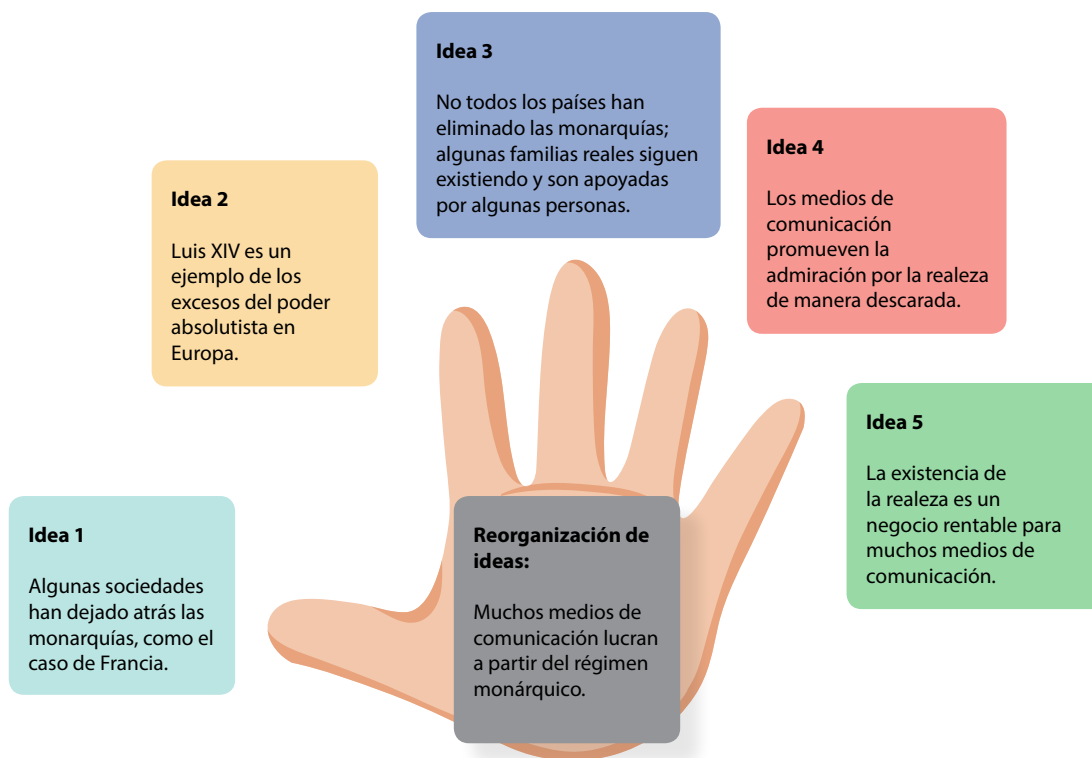 Idea 1
Algunas sociedades
han dejado atrás las
monarquías, como el
caso de Francia.
Idea 2
Luis XIV es un
ejemplo de los
excesos del poder
absolutista en
Europa.
Idea 3
No todos los países han
eliminado las monarquías;
algunas familias reales siguen
existiendo y son apoyadas
por algunas personas.
Idea 4
Los medios de
comunicación
promueven la
admiración por la realeza
de manera descarada.
Idea 5
La existencia de
la realeza es un
negocio rentable para
muchos medios de
comunicación.
Reorganización de
ideas:
Muchos medios de
comunicación lucran
a partir del régimen
monárquico.